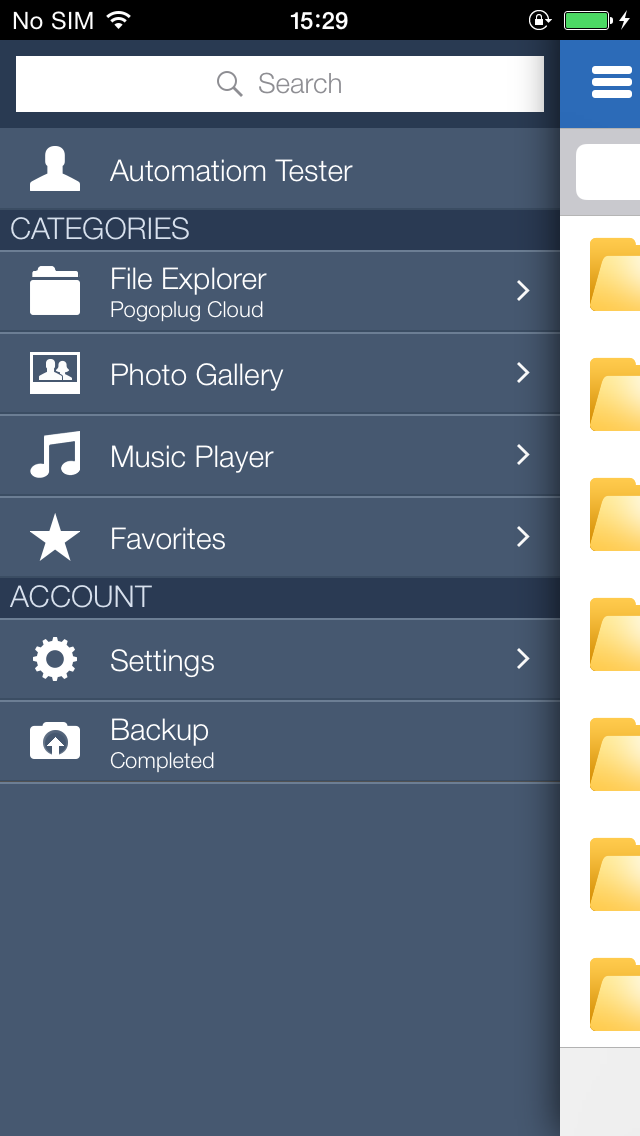 No SIM 15:29
Search
Automatiom Tester
CATEGORIES
File Explorer
Pogoplug Cloud
Photo Gallery
Music Player
Favorites
ACCOUNT
Settings
Backup
Completed